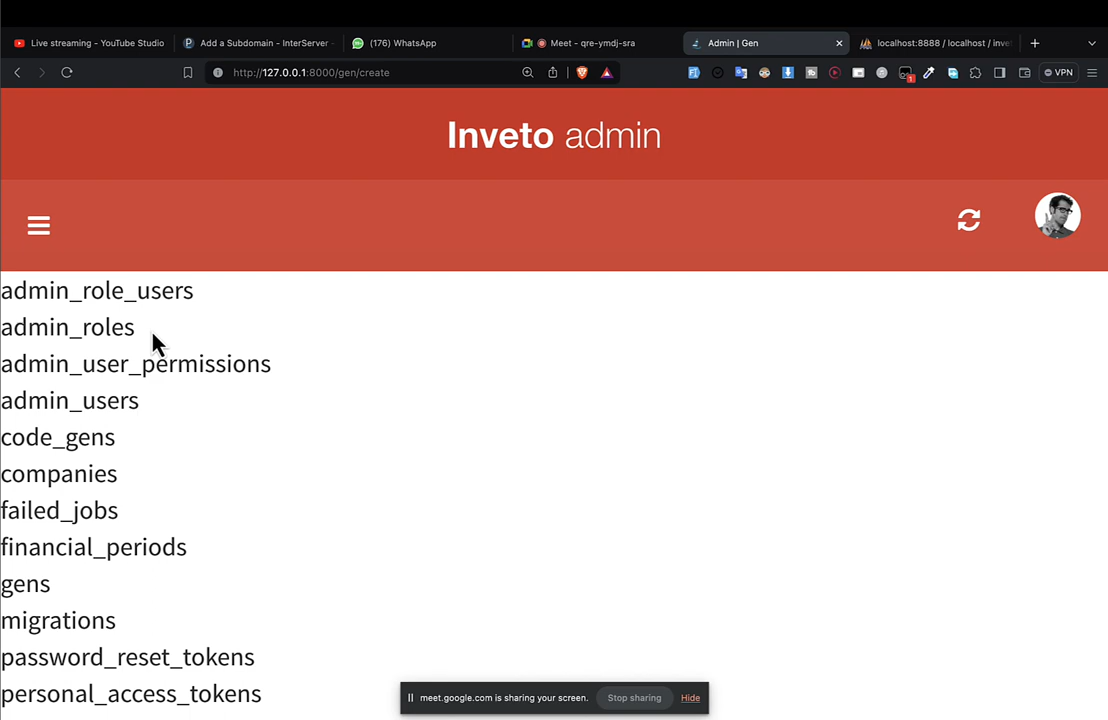 Live streaming - YouTube Studio
Add a Subdomain - InterServer -
(176) WhatsApp
Meet - qre-ymdj-sra
Admin | Gen
localhost:8888 / localhost / inve
http://127.0.0.1:8000/gen/create
VPN
Inveto admin
admin_role_users
admin_roles
admin_user_permissions
admin_users
code_gens
companies
failed_jobs
financial_periods
gens
migrations
password_reset_tokens
personal_access_tokens
meet.google.com is sharing your screen.
Stop sharing
Hide